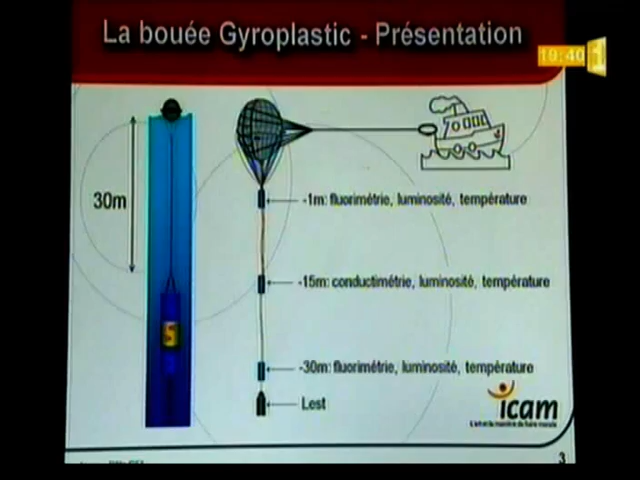 La bouée Gyroplastic - Présentation
19:40 1
30m
-1m: fluorimétrie, luminosité, température
-15m: conductimétrie, luminosité, température
-30m: fluorimétrie, luminosité, température
Lest
icam
3